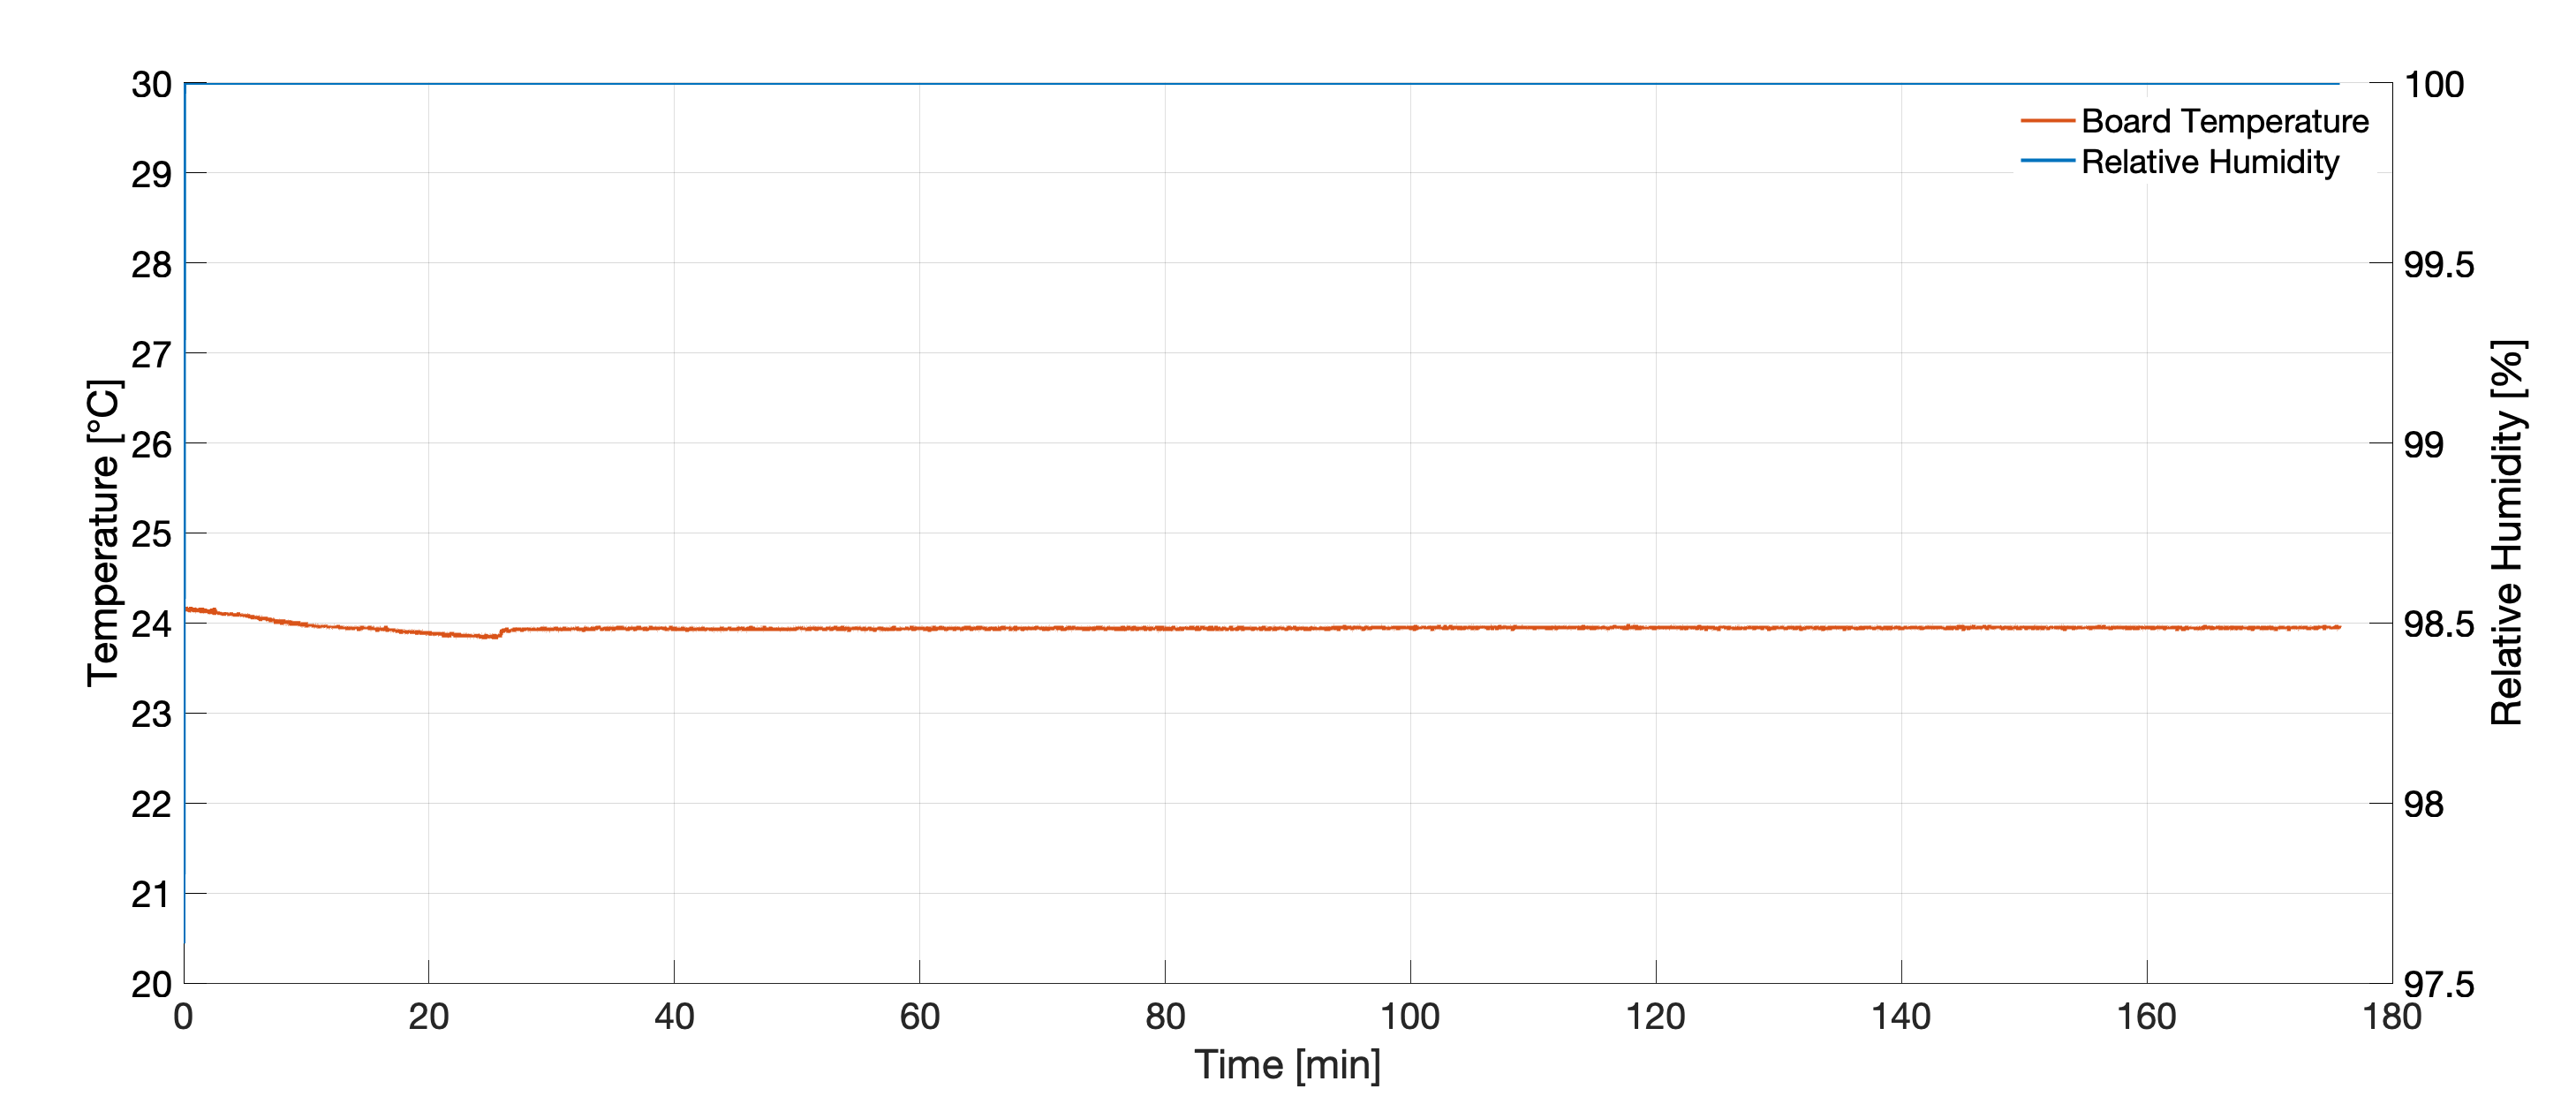 30
29
28
27
26
25
24
23
22
21
20
Temperature [°C]
100
99.5
99
98.5
98
97.5
Relative Humidity [%]
Board Temperature
Relative Humidity
0 20 40 60 80 100 120 140 160 180
Time [min]